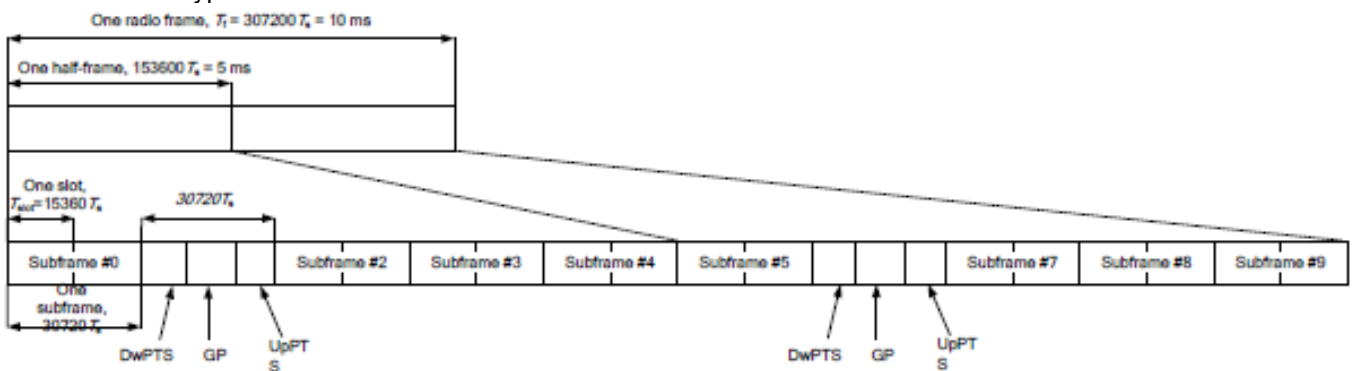 One radio frame, Tf = 307200 Ts = 10 ms
One half-frame, 153600 Ts = 5 ms
One slot,
Tslot=15360 Ts
30720Ts
Subframe #0
Subframe #2
Subframe #3
Subframe #4
Subframe #5
Subframe #7
Subframe #8
Subframe #9
One
subframe,
30720 Ts
DwPTS
GP
UpPT
S
DwPTS
GP
UpPT
S